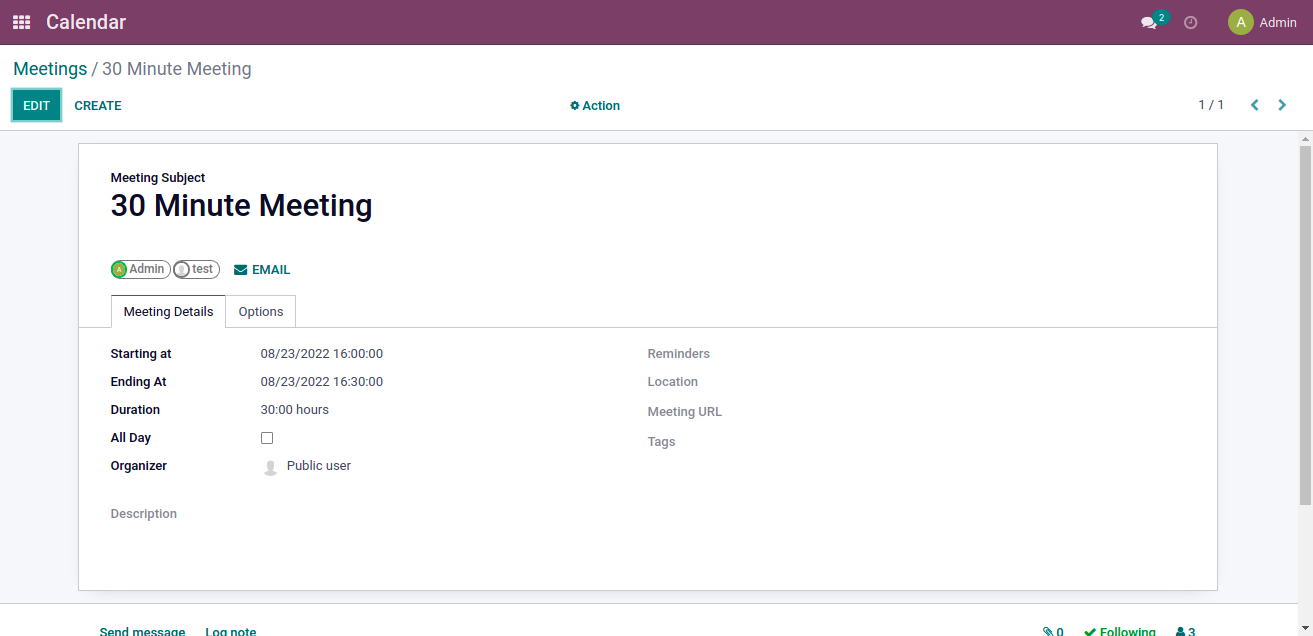 Calendar
2
A Admin
Meetings / 30 Minute Meeting
EDIT CREATE Action 1 / 1
Meeting Subject
30 Minute Meeting
A Admin test EMAIL
Meeting Details Options
Starting at 08/23/2022 16:00:00 Reminders
Ending At 08/23/2022 16:30:00 Location
Duration 30:00 hours Meeting URL
All Day Tags
Organizer Public user
Description
Send message Log note 0 Following 3